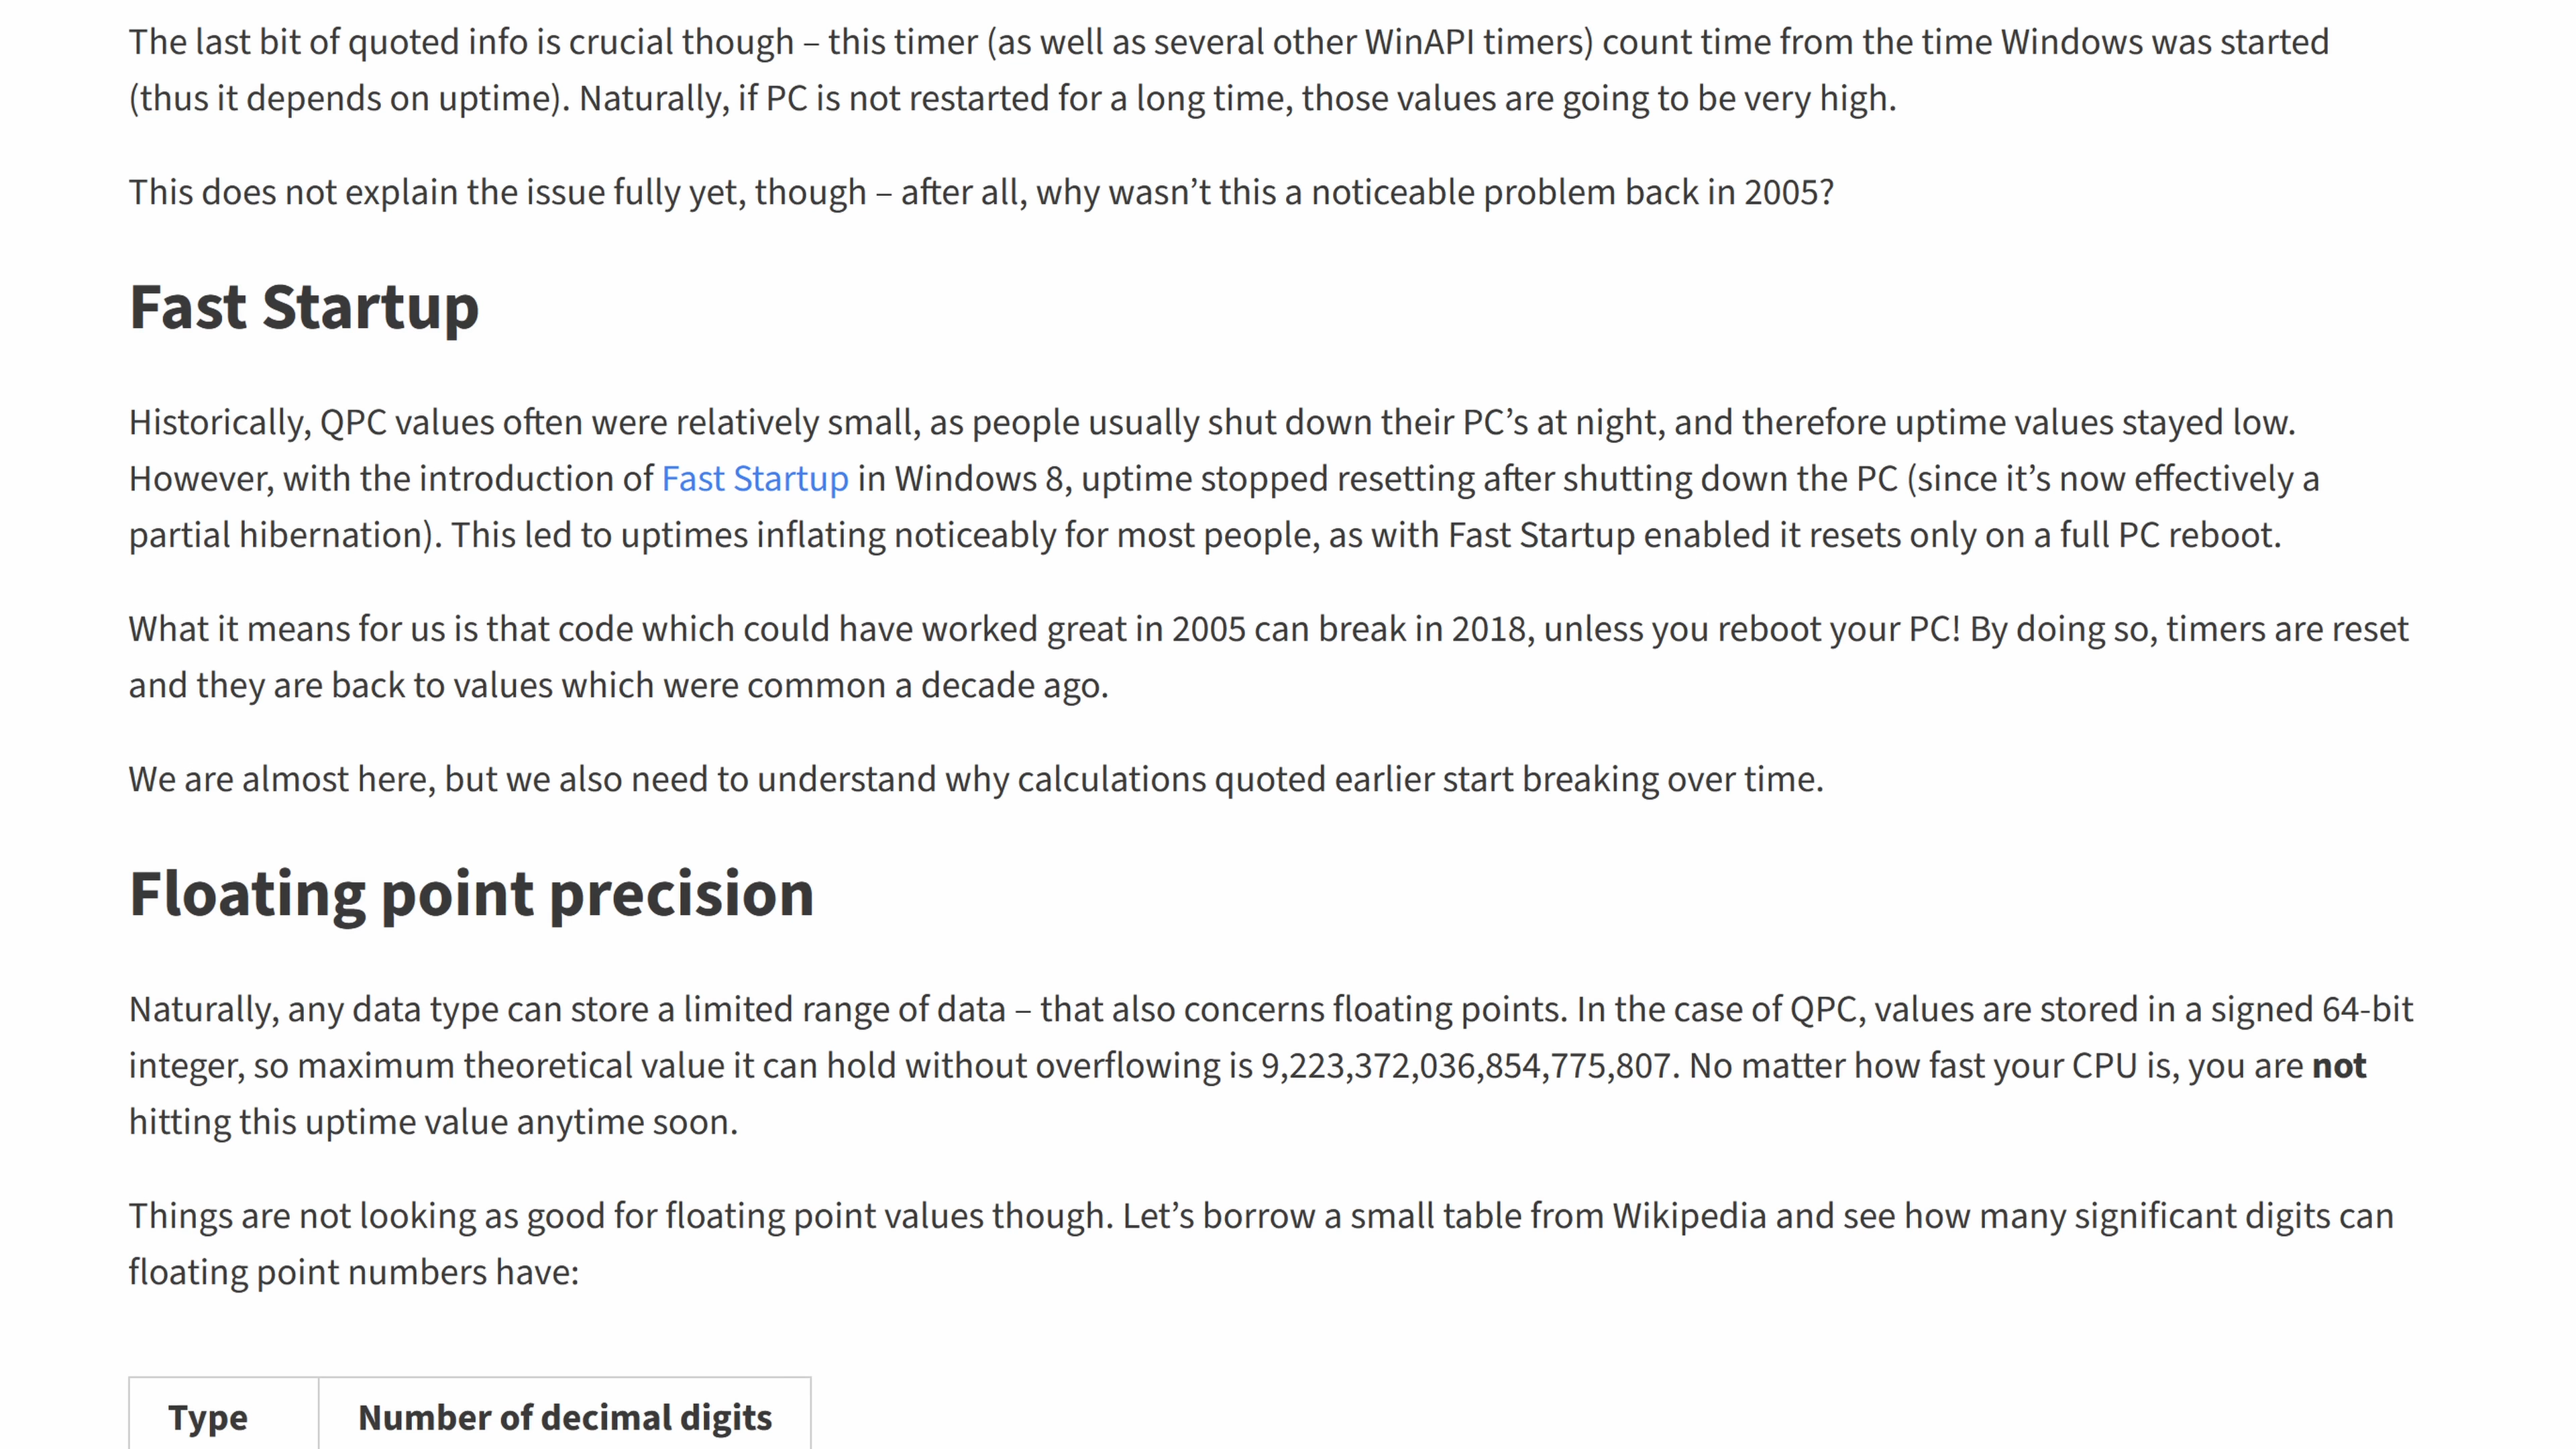 The last bit of quoted info is crucial though – this timer (as well as several other WinAPI timers) count time from the time Windows was started
(thus it depends on uptime). Naturally, if PC is not restarted for a long time, those values are going to be very high.
This does not explain the issue fully yet, though – after all, why wasn’t this a noticeable problem back in 2005?
Fast Startup
Historically, QPC values often were relatively small, as people usually shut down their PC’s at night, and therefore uptime values stayed low.
However, with the introduction of Fast Startup in Windows 8, uptime stopped resetting after shutting down the PC (since it’s now effectively a
partial hibernation). This led to uptimes inflating noticeably for most people, as with Fast Startup enabled it resets only on a full PC reboot.
What it means for us is that code which could have worked great in 2005 can break in 2018, unless you reboot your PC! By doing so, timers are reset
and they are back to values which were common a decade ago.
We are almost here, but we also need to understand why calculations quoted earlier start breaking over time.
Floating point precision
Naturally, any data type can store a limited range of data – that also concerns floating points. In the case of QPC, values are stored in a signed 64-bit
integer, so maximum theoretical value it can hold without overflowing is 9,223,372,036,854,775,807. No matter how fast your CPU is, you are not
hitting this uptime value anytime soon.
Things are not looking as good for floating point values though. Let’s borrow a small table from Wikipedia and see how many significant digits can
floating point numbers have:
Type Number of decimal digits